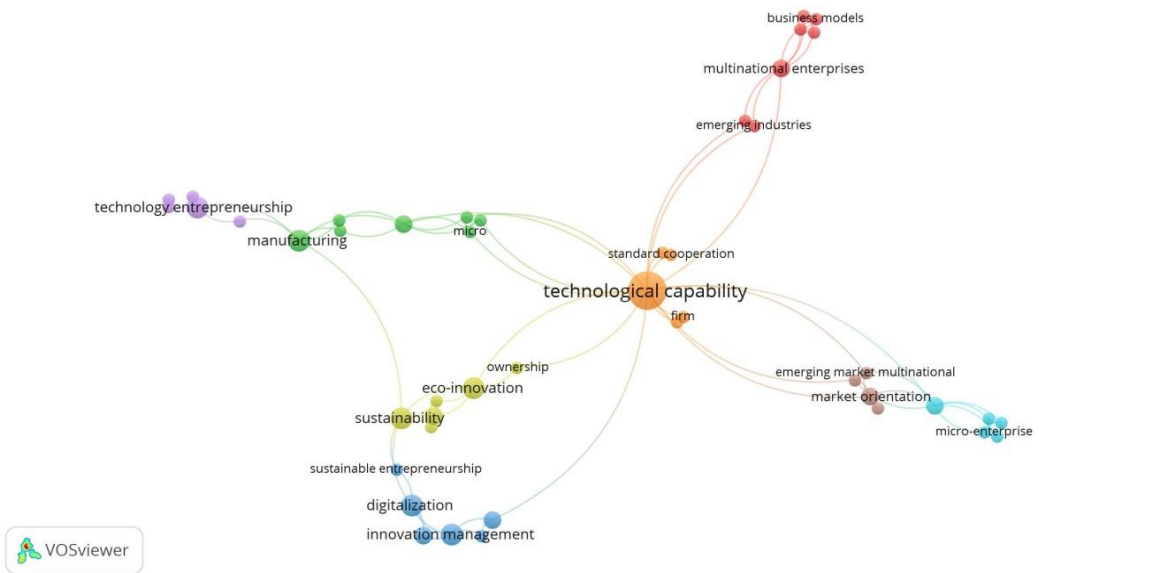 business models
multinational enterprises
emerging industries
technology entrepreneurship
micro
manufacturing
standard cooperation
technological capability
firm
ownership
emerging market multinational
eco-innovation
market orientation
sustainability
micro-enterprise
sustainable entrepreneurship
digitalization
innovation management
VOSviewer